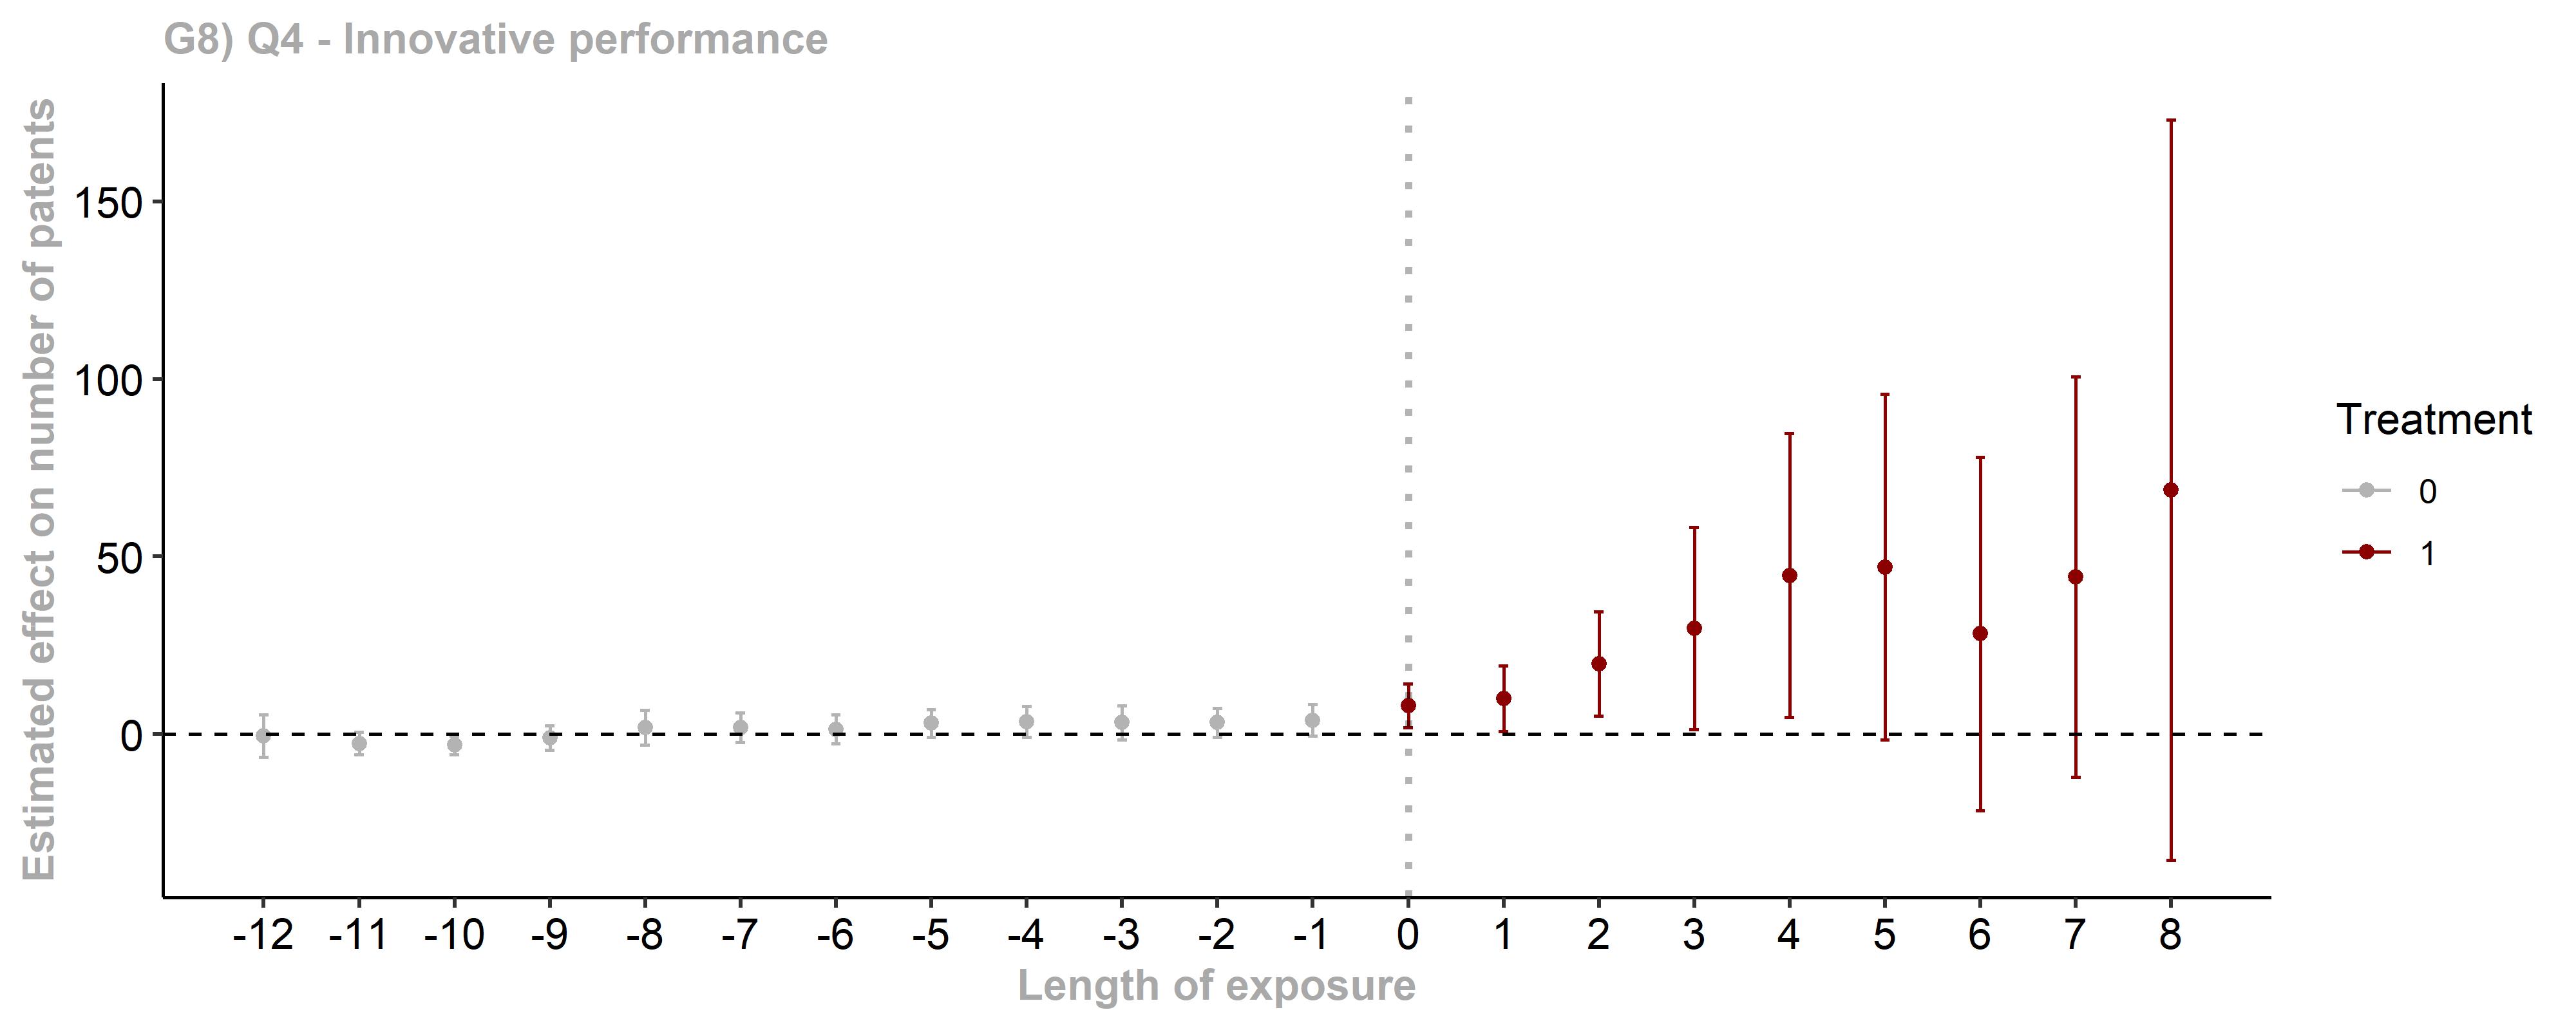 G8) Q4 - Innovative performance
Estimated effect on number of patents
150
100
50
0
-12 -11 -10 -9 -8 -7 -6 -5 -4 -3 -2 -1 0 1 2 3 4 5 6 7 8
Length of exposure
Treatment
0
1